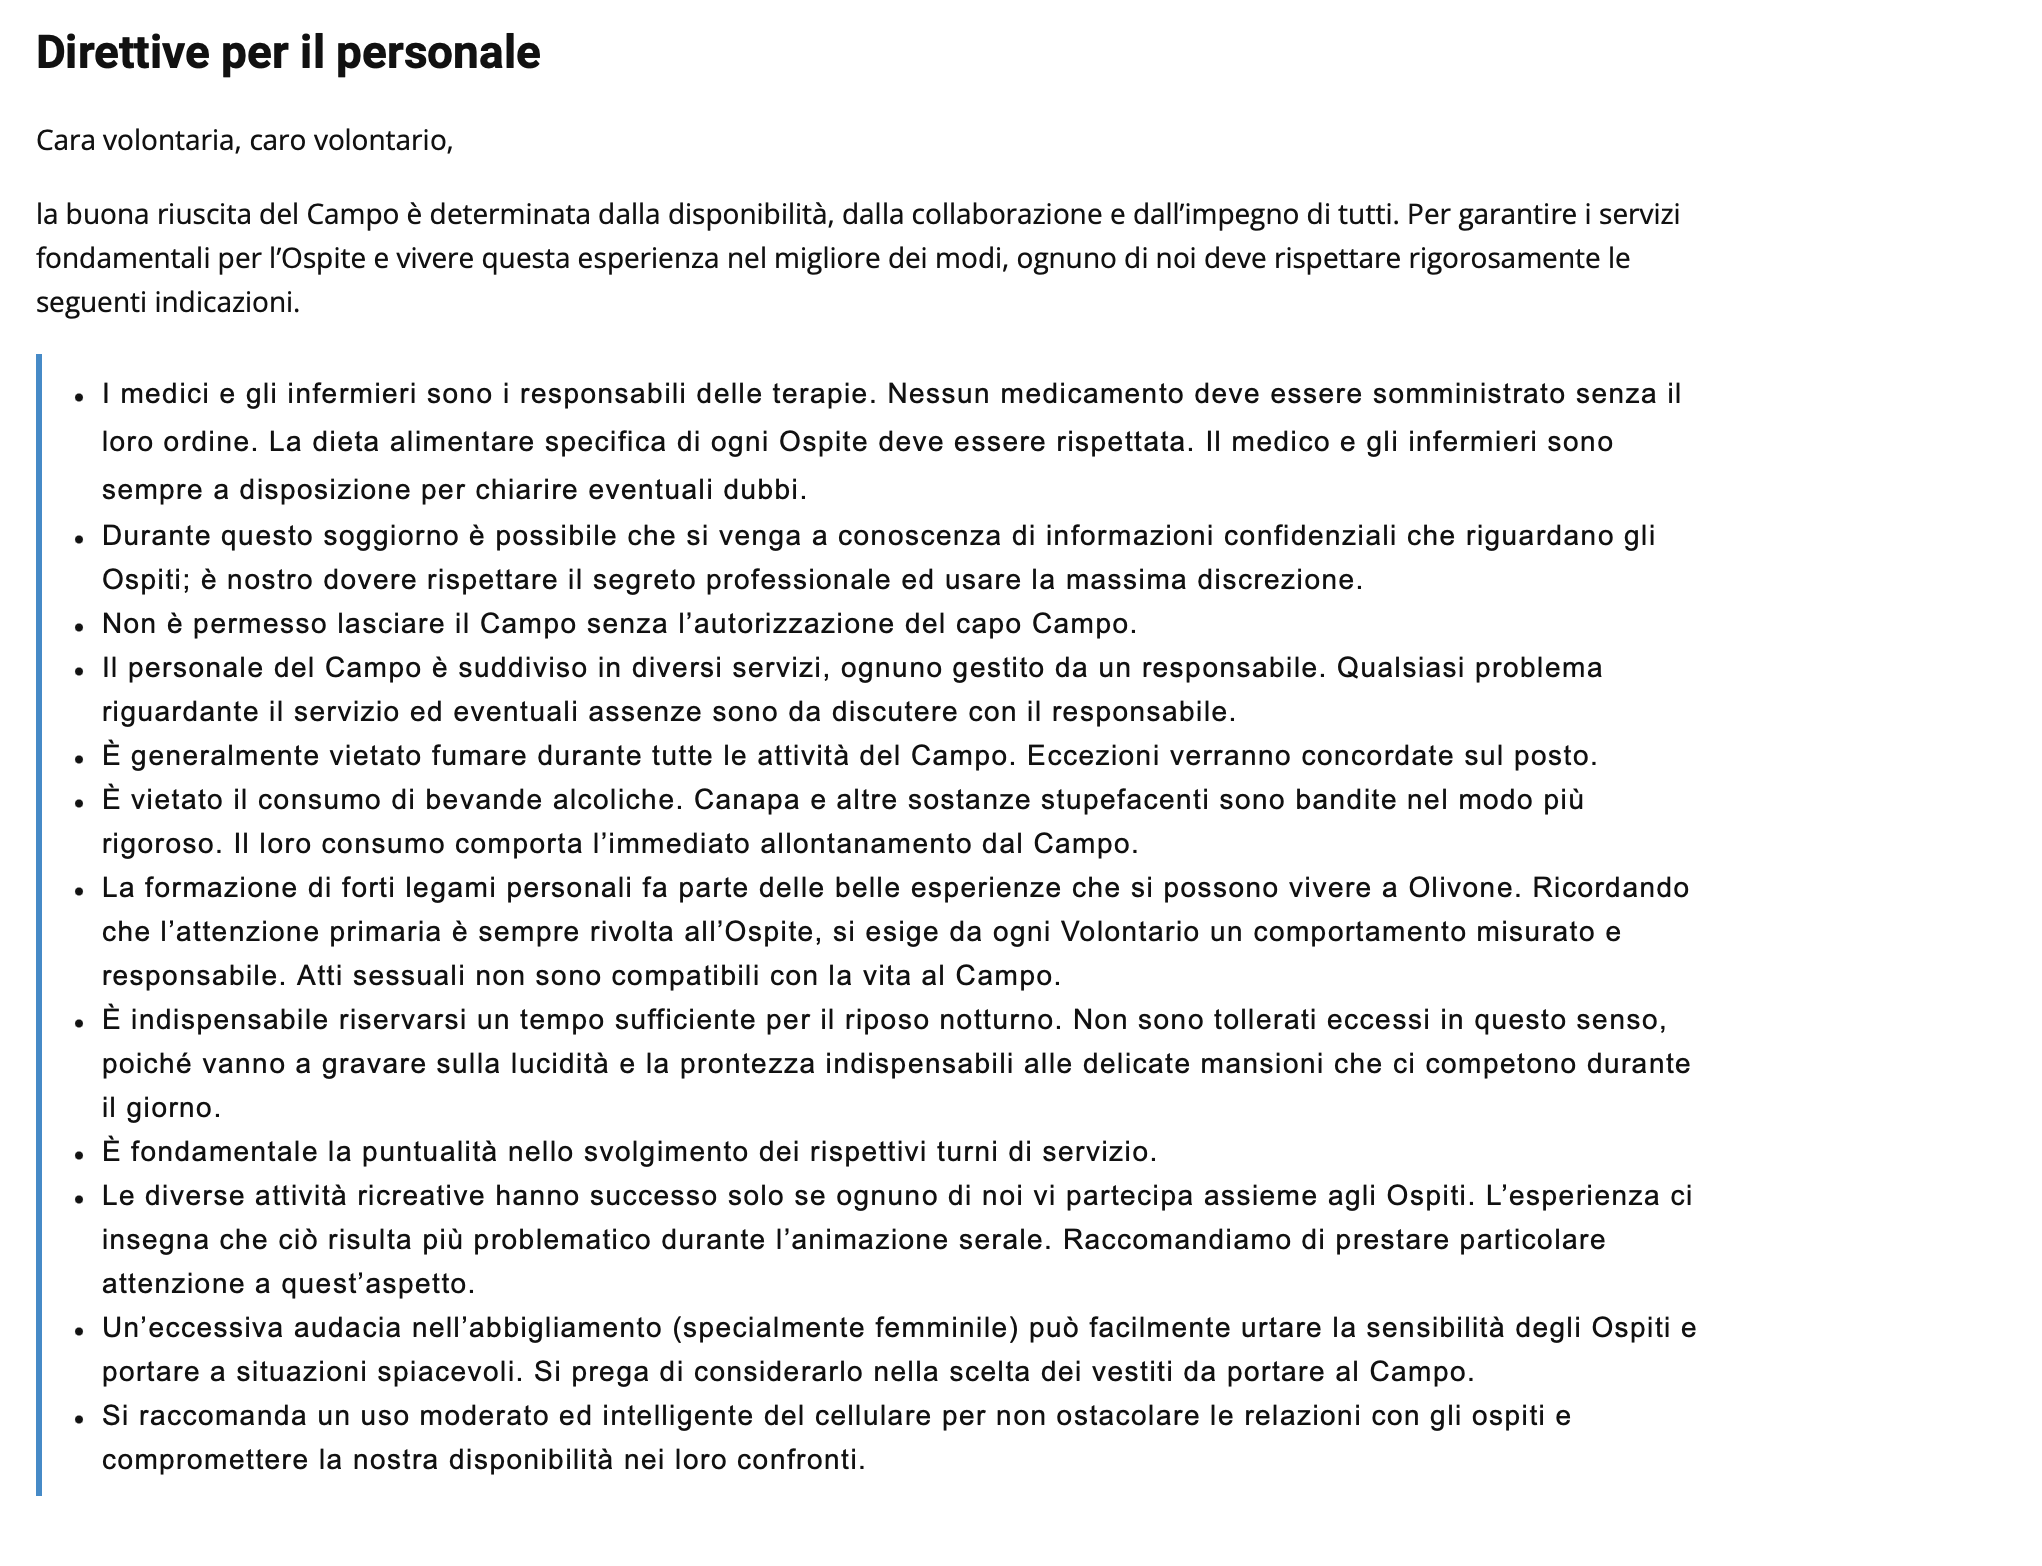 Direttive per il personale
Cara volontaria, caro volontario,
la buona riuscita del Campo è determinata dalla disponibilità, dalla collaborazione e dall’impegno di tutti. Per garantire i servizi
fondamentali per l’Ospite e vivere questa esperienza nel migliore dei modi, ognuno di noi deve rispettare rigorosamente le
seguenti indicazioni.
• I medici e gli infermieri sono i responsabili delle terapie. Nessun medicamento deve essere somministrato senza il
loro ordine. La dieta alimentare specifica di ogni Ospite deve essere rispettata. Il medico e gli infermieri sono
sempre a disposizione per chiarire eventuali dubbi.
• Durante questo soggiorno è possibile che si venga a conoscenza di informazioni confidenziali che riguardano gli
Ospiti; è nostro dovere rispettare il segreto professionale ed usare la massima discrezione.
• Non è permesso lasciare il Campo senza l’autorizzazione del capo Campo.
• Il personale del Campo è suddiviso in diversi servizi, ognuno gestito da un responsabile. Qualsiasi problema
riguardante il servizio ed eventuali assenze sono da discutere con il responsabile.
• È generalmente vietato fumare durante tutte le attività del Campo. Eccezioni verranno concordate sul posto.
• È vietato il consumo di bevande alcoliche. Canapa e altre sostanze stupefacenti sono bandite nel modo più
rigoroso. Il loro consumo comporta l’immediato allontanamento dal Campo.
• La formazione di forti legami personali fa parte delle belle esperienze che si possono vivere a Olivone. Ricordando
che l’attenzione primaria è sempre rivolta all’Ospite, si esige da ogni Volontario un comportamento misurato e
responsabile. Atti sessuali non sono compatibili con la vita al Campo.
• È indispensabile riservarsi un tempo sufficiente per il riposo notturno. Non sono tollerati eccessi in questo senso,
poiché vanno a gravare sulla lucidità e la prontezza indispensabili alle delicate mansioni che ci competono durante
il giorno.
• È fondamentale la puntualità nello svolgimento dei rispettivi turni di servizio.
• Le diverse attività ricreative hanno successo solo se ognuno di noi vi partecipa assieme agli Ospiti. L’esperienza ci
insegna che ciò risulta più problematico durante l’animazione serale. Raccomandiamo di prestare particolare
attenzione a quest’aspetto.
• Un’eccessiva audacia nell’abbigliamento (specialmente femminile) può facilmente urtare la sensibilità degli Ospiti e
portare a situazioni spiacevoli. Si prega di considerarlo nella scelta dei vestiti da portare al Campo.
• Si raccomanda un uso moderato ed intelligente del cellulare per non ostacolare le relazioni con gli ospiti e
compromettere la nostra disponibilità nei loro confronti.